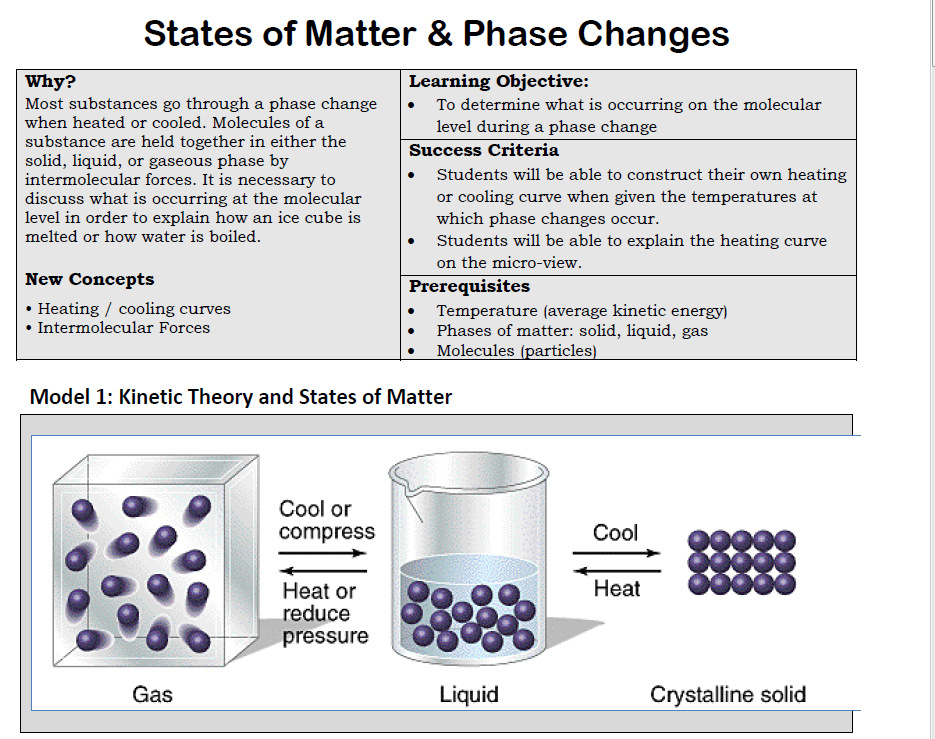 States of Matter & Phase Changes
Why?
Most substances go through a phase change
when heated or cooled. Molecules of a
substance are held together in either the
solid, liquid, or gaseous phase by
intermolecular forces. It is necessary to
discuss what is occurring at the molecular
level in order to explain how an ice cube is
melted or how water is boiled.
New Concepts
• Heating / cooling curves
• Intermolecular Forces
Learning Objective:
• To determine what is occurring on the molecular
level during a phase change
Success Criteria
• Students will be able to construct their own heating
or cooling curve when given the temperatures at
which phase changes occur.
• Students will be able to explain the heating curve
on the micro-view.
Prerequisites
• Temperature (average kinetic energy)
• Phases of matter: solid, liquid, gas
• Molecules (particles)
Model 1: Kinetic Theory and States of Matter
Cool or
compress
Heat or
reduce
pressure
Cool
Heat
Gas
Liquid
Crystalline solid